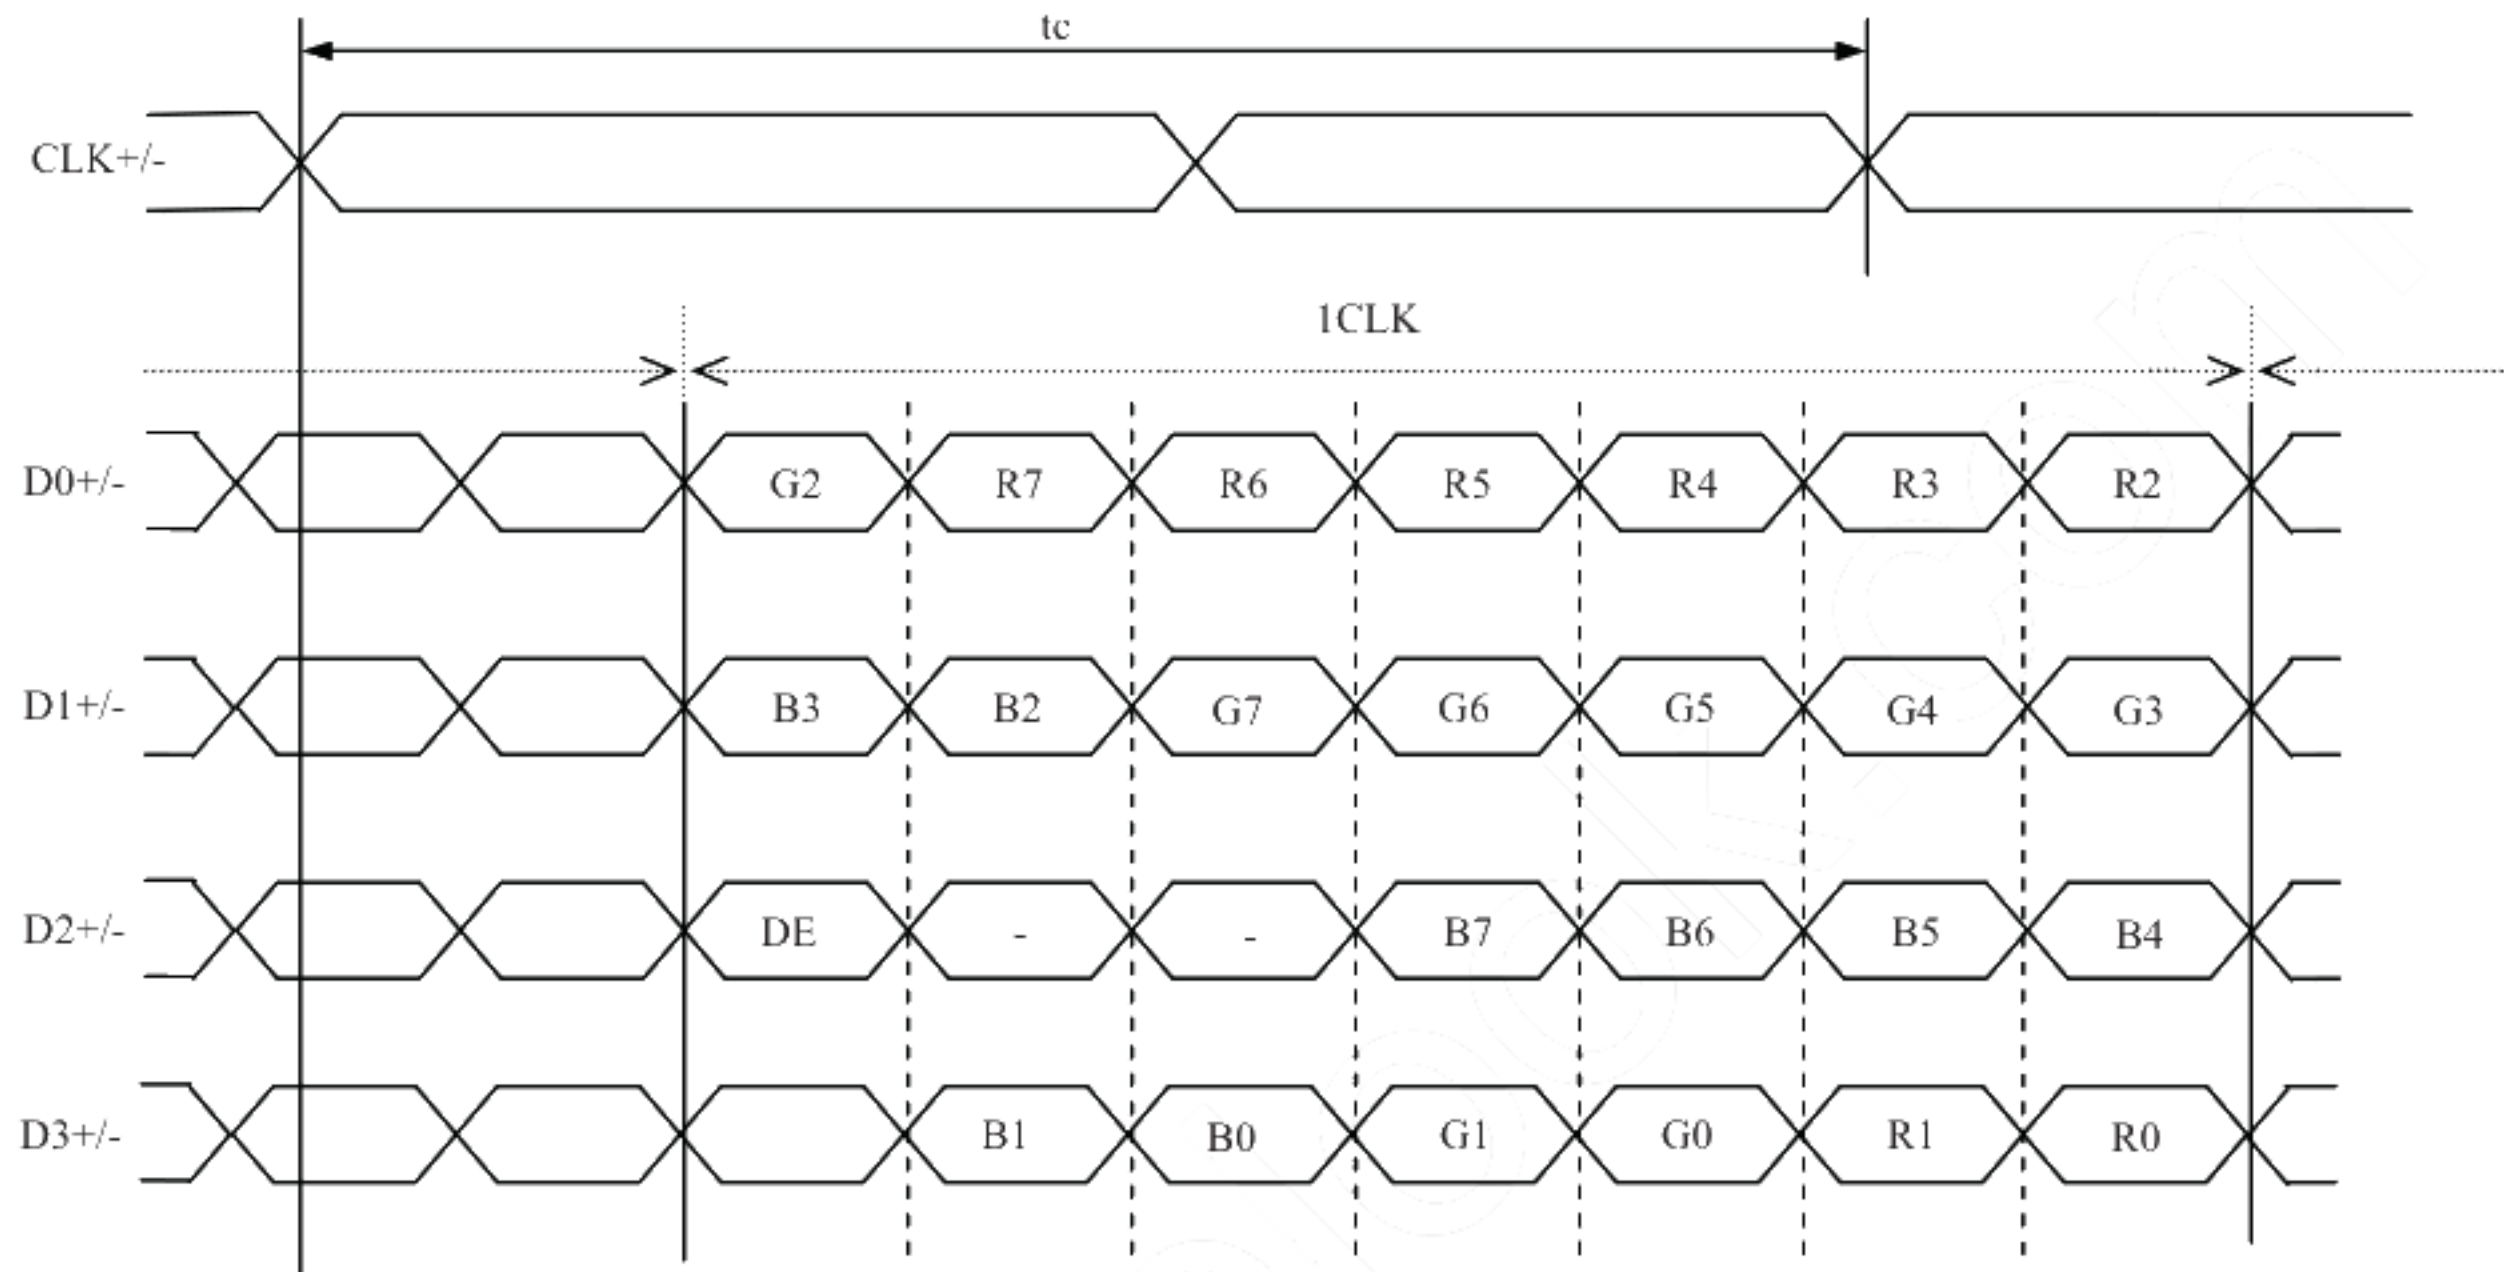 tc
CLK+/-
1CLK
D0+/- G2 R7 R6 R5 R4 R3 R2
D1+/- B3 B2 G7 G6 G5 G4 G3
D2+/- DE - - B7 B6 B5 B4
D3+/- B1 B0 G1 G0 R1 R0